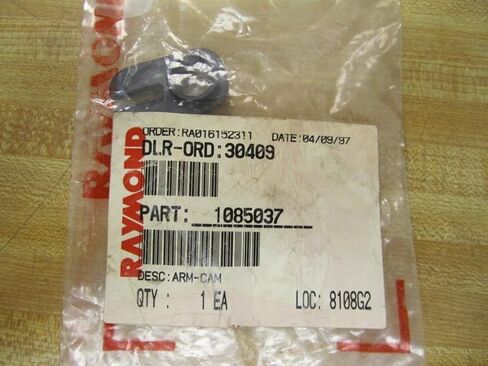 ORDER:RA016152311 DATE:04/09/97
DLR-ORD:30409
PART: 1085037
RAYMOND
DESC:ARM-CAM
QTY : 1 EA LOC: 8108G2